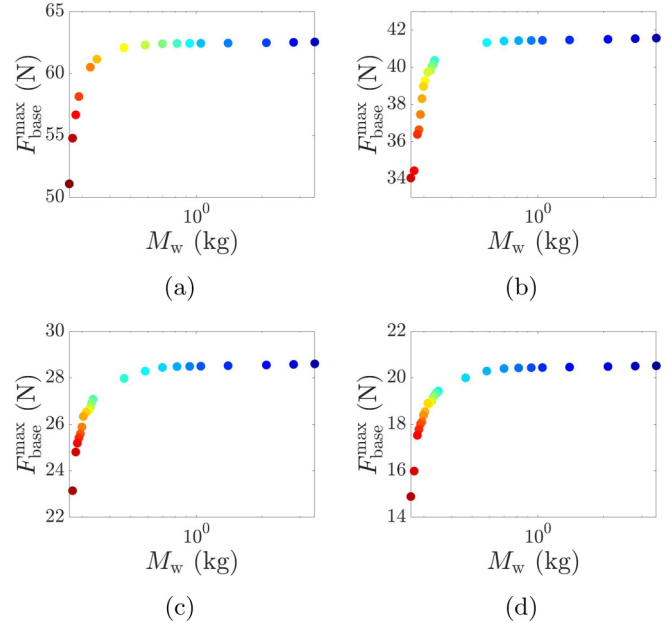 65
60
55
50
F_base^max (N)
10^0
M_w (kg)
(a)
42
40
38
36
34
F_base^max (N)
10^0
M_w (kg)
(b)
30
28
26
24
22
F_base^max (N)
10^0
M_w (kg)
(c)
22
20
18
16
14
F_base^max (N)
10^0
M_w (kg)
(d)